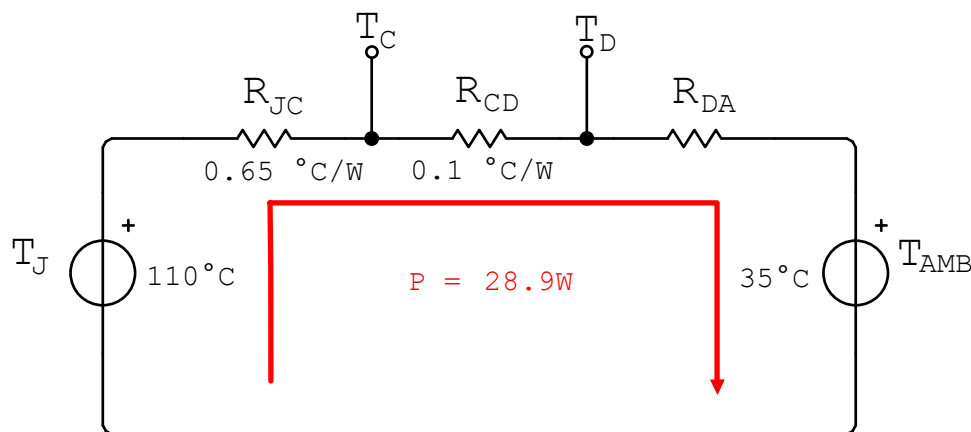 T_C
T_D
R_JC
R_CD
R_DA
0.65 °C/W
0.1 °C/W
+
+
T_J
110°C
P = 28.9W
35°C
T_AMB